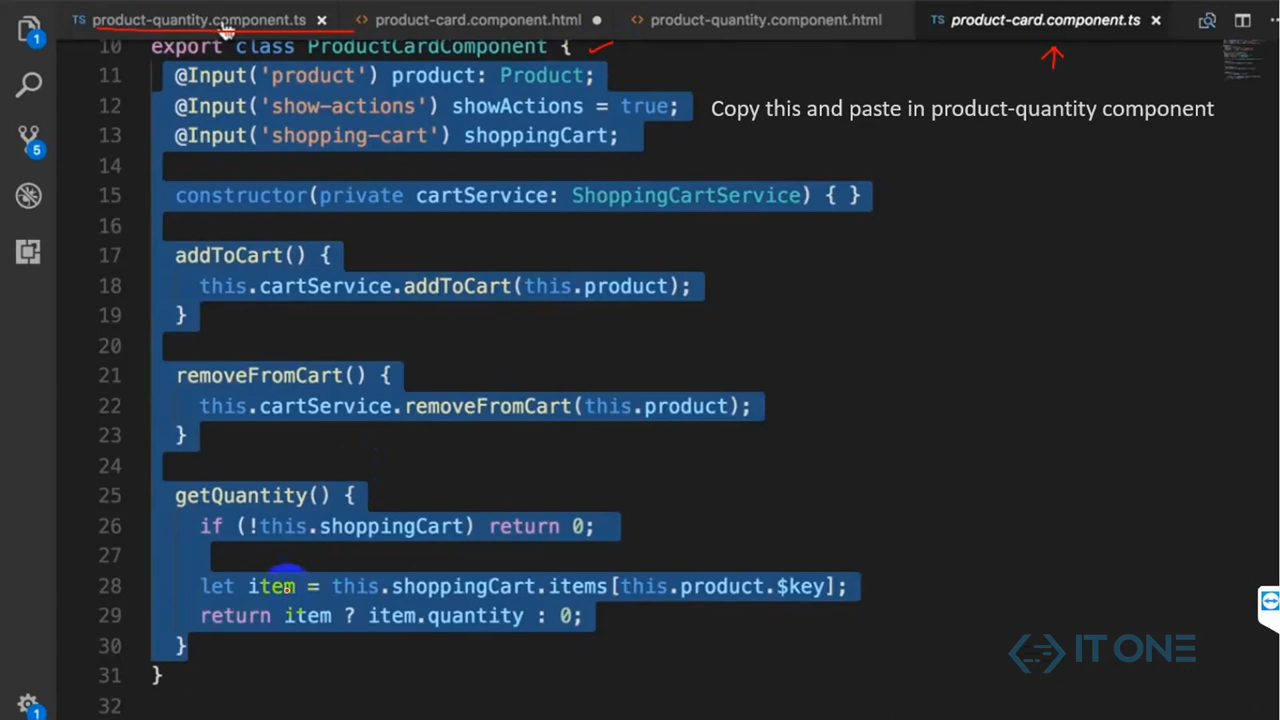 TS product-quantity.component.ts × <> product-card.component.html ● <> product-quantity.component.html TS product-card.component.ts ×
1
5
1
10 export class ProductCardComponent {
11 @Input('product') product: Product;
12 @Input('show-actions') showActions = true;
Copy this and paste in product-quantity component
13 @Input('shopping-cart') shoppingCart;
14
15 constructor(private cartService: ShoppingCartService) { }
16
17 addToCart() {
18 this.cartService.addToCart(this.product);
19 }
20
21 removeFromCart() {
22 this.cartService.removeFromCart(this.product);
23 }
24
25 getQuantity() {
26 if (!this.shoppingCart) return 0;
27
28 let item = this.shoppingCart.items[this.product.$key];
29 return item ? item.quantity : 0;
30 }
31 }
32
IT ONE